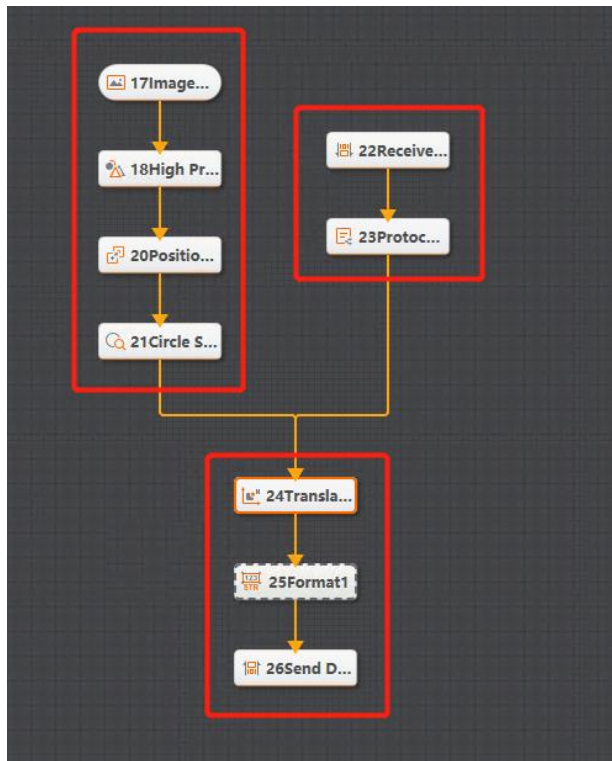 17Image...
18High Pr...
20Positio...
21Circle S...
22Receive...
23Protoc...
24Transla...
123
STR
25Format1
26Send D...